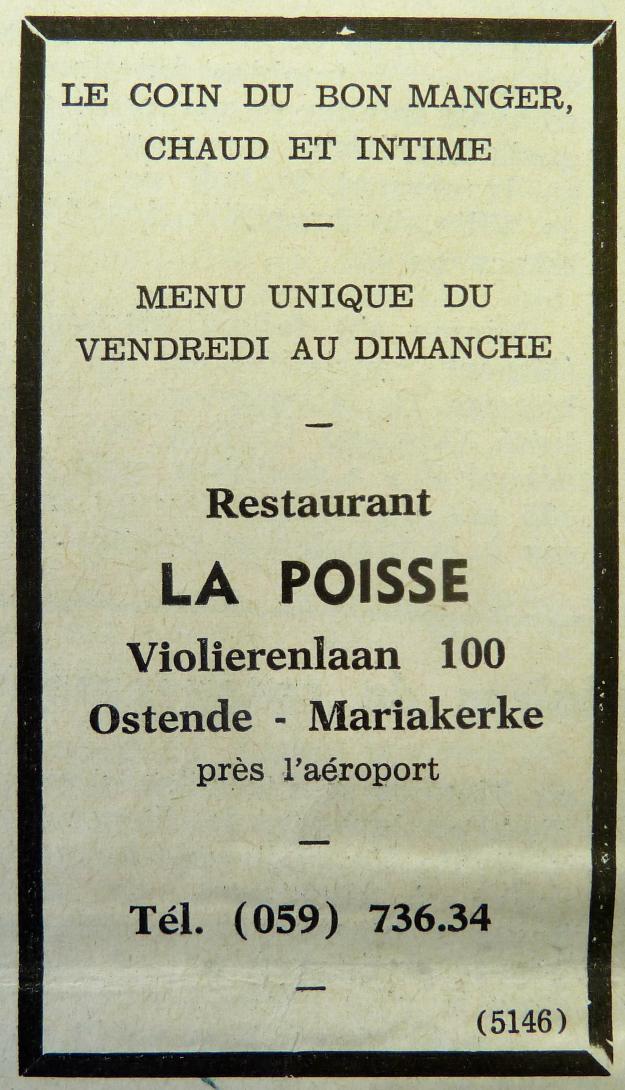 LE COIN DU BON MANGER,
CHAUD ET INTIME
—
MENU UNIQUE DU
VENDREDI AU DIMANCHE
—
Restaurant
LA POISSE
Violierenlaan 100
Ostende - Mariakerke
près l'aéroport
—
Tél. (059) 736.34
—
(5146)